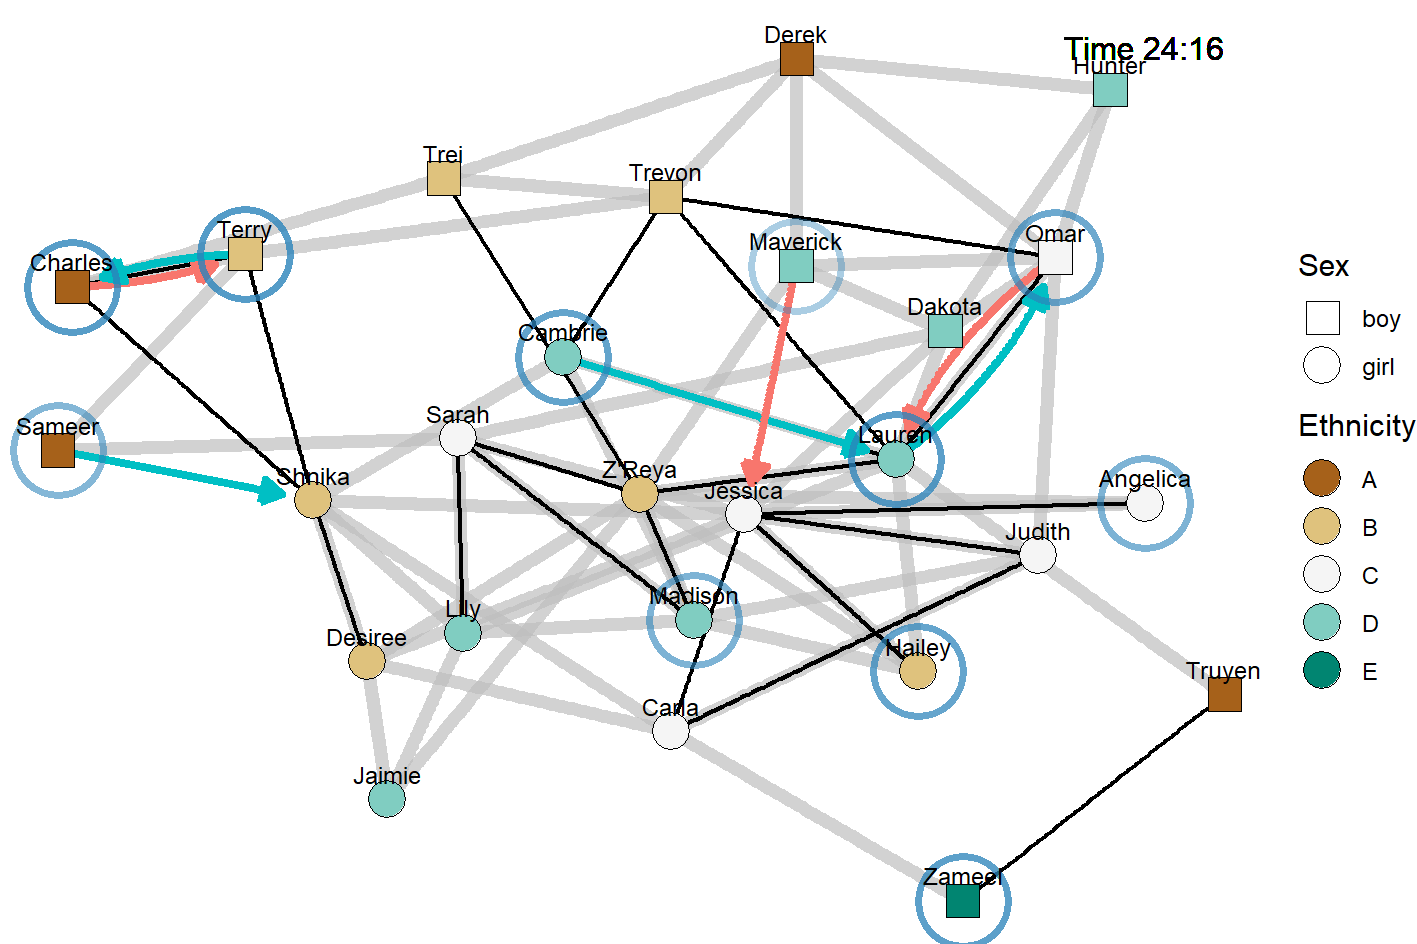 Derek
Time 24:16
Hunter
Trei
Trevon
Terry
Maverick
Omar
Charles
Sex
Dakota
boy
Cambrie
girl
Sarah
Ethnicity
Sameer
Lauren
Shnika
Z'Reya
Angelica
A
Jessica
B
Judith
C
Madison
Lily
D
Desiree
Hailey
Truyen
E
Carla
Jaimie
Zameel